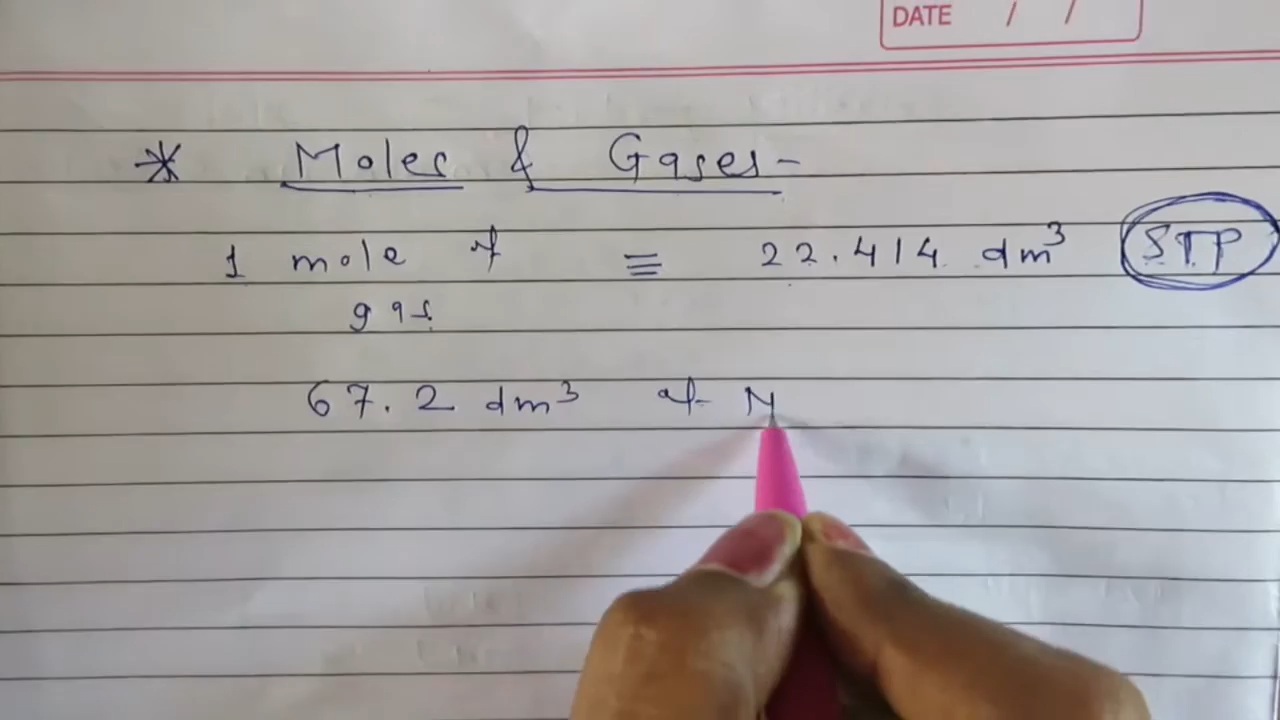 DATE / /
* Moles & Gases-
1 mole of ≡ 22.414 dm³ STP
gas.
67.2 dm³ of N